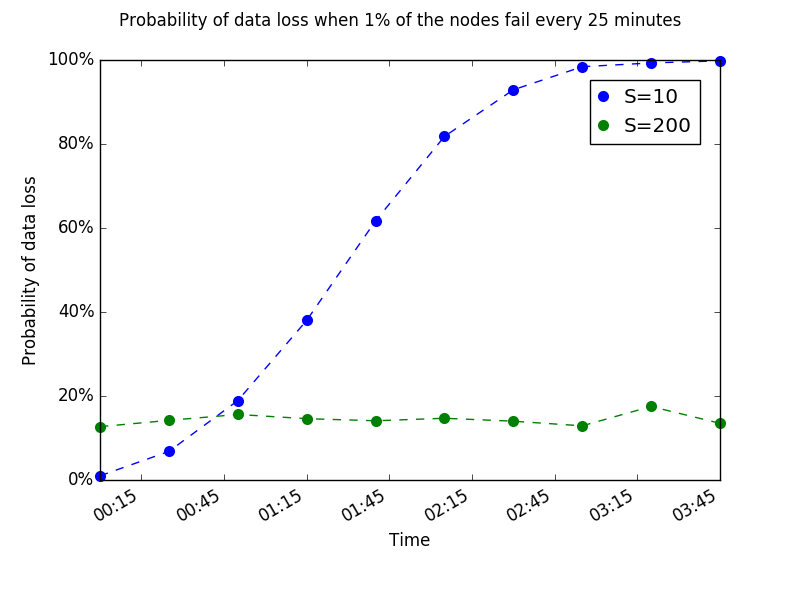 Probability of data loss when 1% of the nodes fail every 25 minutes
100%
80%
60%
40%
20%
0%
Probability of data loss
S=10
S=200
00:15
00:45
01:15
01:45
02:15
02:45
03:15
03:45
Time